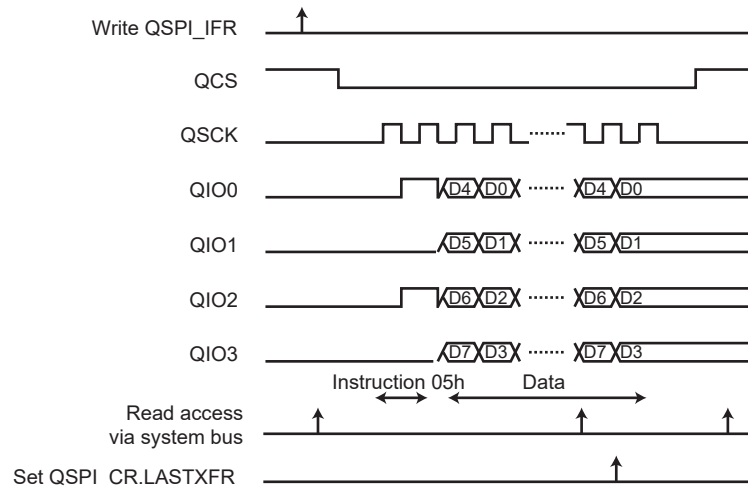 Write QSPI_IFR
QCS
QSCK
QIO0
D4 D0 D4 D0
QIO1
D5 D1 D5 D1
QIO2
D6 D2 D6 D2
QIO3
D7 D3 D7 D3
Instruction 05h Data
Read access
via system bus
Set QSPI_CR.LASTXFR